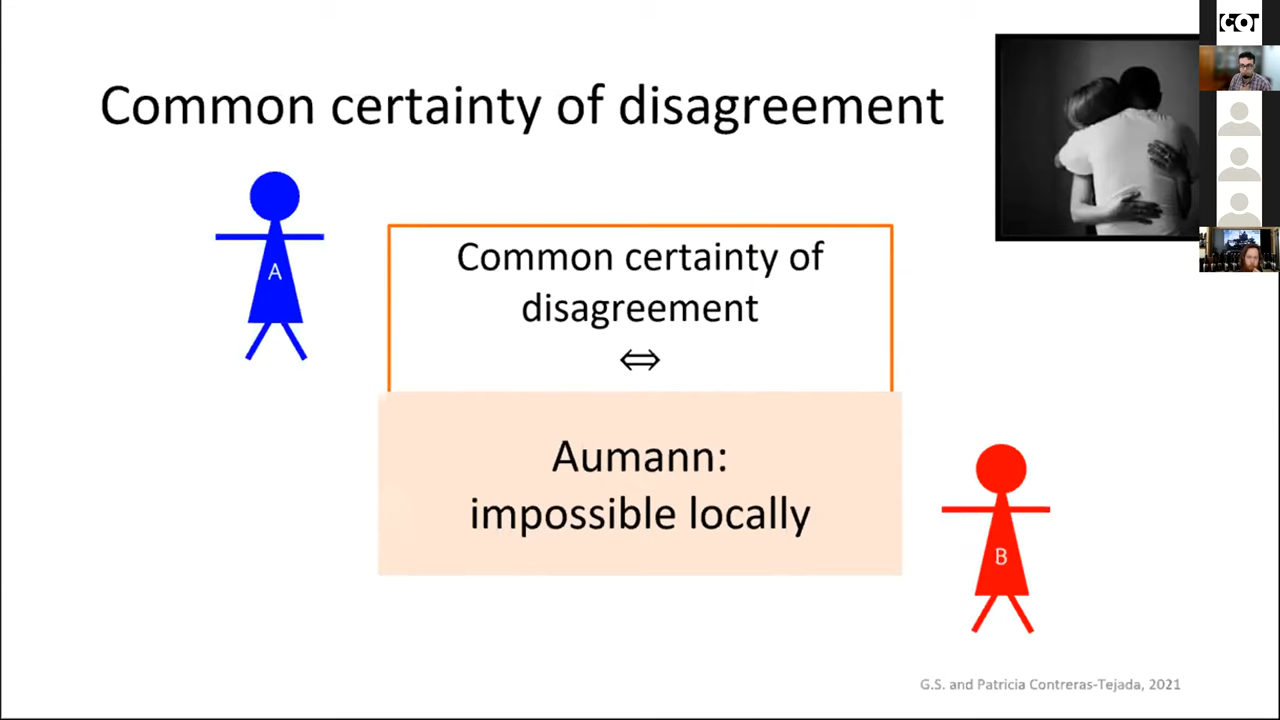 Common certainty of disagreement
A
Common certainty of
disagreement
⇔
Aumann:
impossible locally
B
G.S. and Patricia Contreras-Tejada, 2021